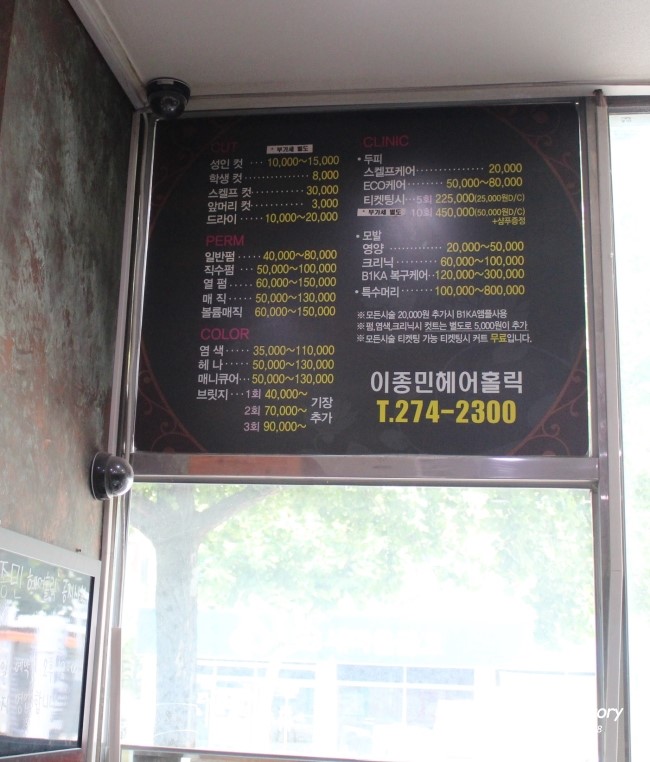 CUT
* 부가세 별도
성인 컷 ···· 10,000~15,000
학생 컷 ··············· 8,000
스켈프 컷 ············ 30,000
앞머리 컷 ············· 3,000
드라이 ····· 10,000~20,000
PERM
일반펌 ····· 40,000~80,000
직수펌 ···· 50,000~100,000
열 펌 ····· 60,000~150,000
매 직 ····· 50,000~130,000
볼륨매직 60,000~150,000
COLOR
염 색 ····· 35,000~110,000
헤 나 ····· 50,000~130,000
매니큐어 ··· 50,000~130,000
브릿지 ··· 1회 40,000~
2회 70,000~
3회 90,000~
기장
추가
CLINIC
• 두피
스켈프케어 ··················· 20,000
ECO케어 ········ 50,000~80,000
티켓팅시 ··· 5회 225,000(25,000원D/C)
* 부가세 별도 10회 450,000(50,000원D/C)
+샴푸증정
• 모발
영양 ············ 20,000~50,000
크리닉 ········· 60,000~100,000
B1KA 복구케어 ·· 120,000~300,000
• 특수머리 ········ 100,000~800,000
※모든시술 20,000원 추가시 B1KA앰플사용
※펌,염색,크리닉시 컷트는 별도로 5,000원이 추가
※모든시술 티켓팅 가능 티켓팅시 커트 무료입니다.
이종민헤어홀릭
T.274-2300
ory
8